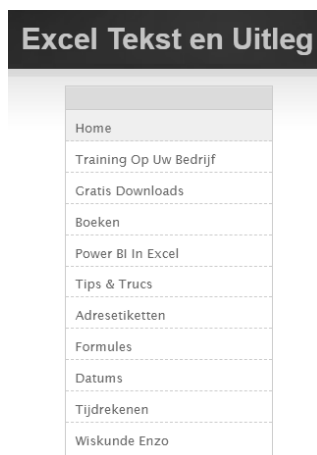 Excel Tekst en Uitleg
Home
Training Op Uw Bedrijf
Gratis Downloads
Boeken
Power BI In Excel
Tips & Trucs
Adresetiketten
Formules
Datums
Tijdrekenen
Wiskunde Enzo